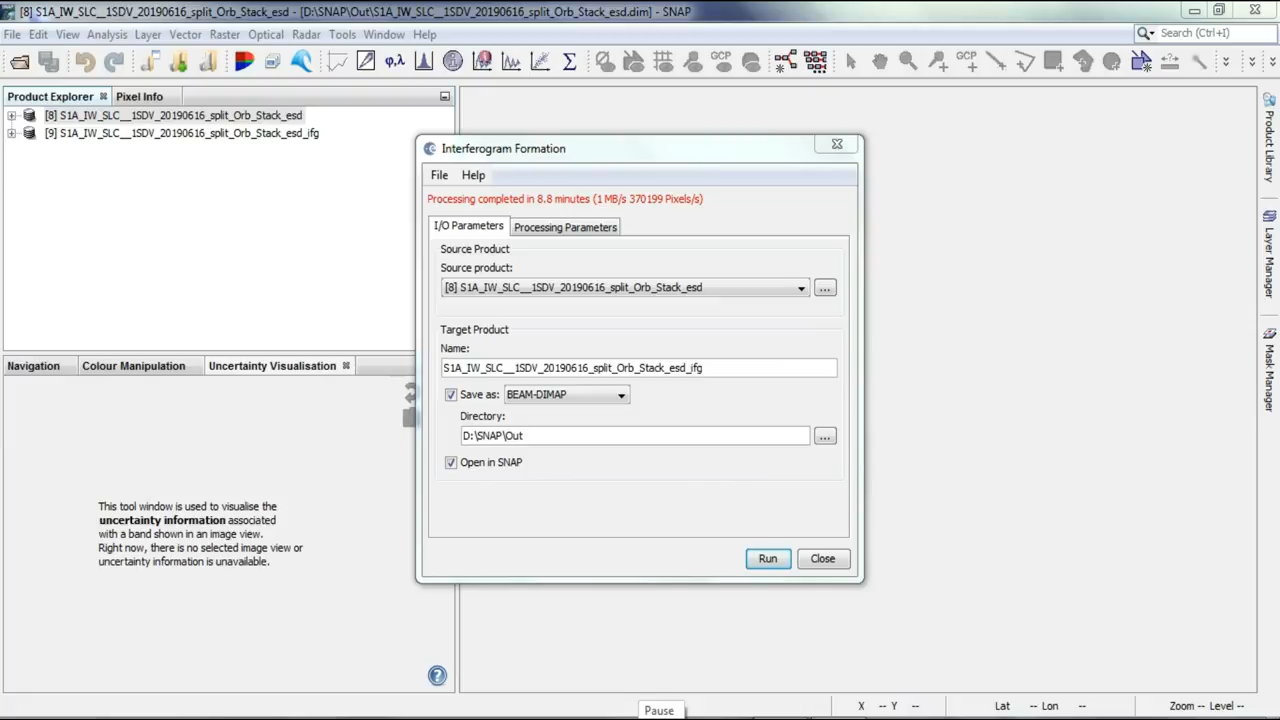 [8] S1A_IW_SLC__1SDV_20190616_split_Orb_Stack_esd - [D:\SNAP\Out\S1A_IW_SLC__1SDV_20190616_split_Orb_Stack_esd.dim] - SNAP
File Edit View Analysis Layer Vector Raster Optical Radar Tools Window Help
Search (Ctrl+I)
φ,λ
Σ
GCP
GCP
Product Explorer
Pixel Info
[8] S1A_IW_SLC__1SDV_20190616_split_Orb_Stack_esd
[9] S1A_IW_SLC__1SDV_20190616_split_Orb_Stack_esd_ifg
Interferogram Formation
File Help
Processing completed in 8.8 minutes (1 MB/s 370199 Pixels/s)
I/O Parameters
Processing Parameters
Source Product
Source product:
[8] S1A_IW_SLC__1SDV_20190616_split_Orb_Stack_esd
...
Target Product
Name:
S1A_IW_SLC__1SDV_20190616_split_Orb_Stack_esd_ifg
Save as: BEAM-DIMAP
Directory:
D:\SNAP\Out
...
Open in SNAP
Run
Close
Navigation
Colour Manipulation
Uncertainty Visualisation
This tool window is used to visualise the
uncertainty information associated
with a band shown in an image view.
Right now, there is no selected image view or
uncertainty information is unavailable.
Product Library
Layer Manager
Mask Manager
Pause
X -- Y -- Lat -- Lon -- Zoom -- Level --